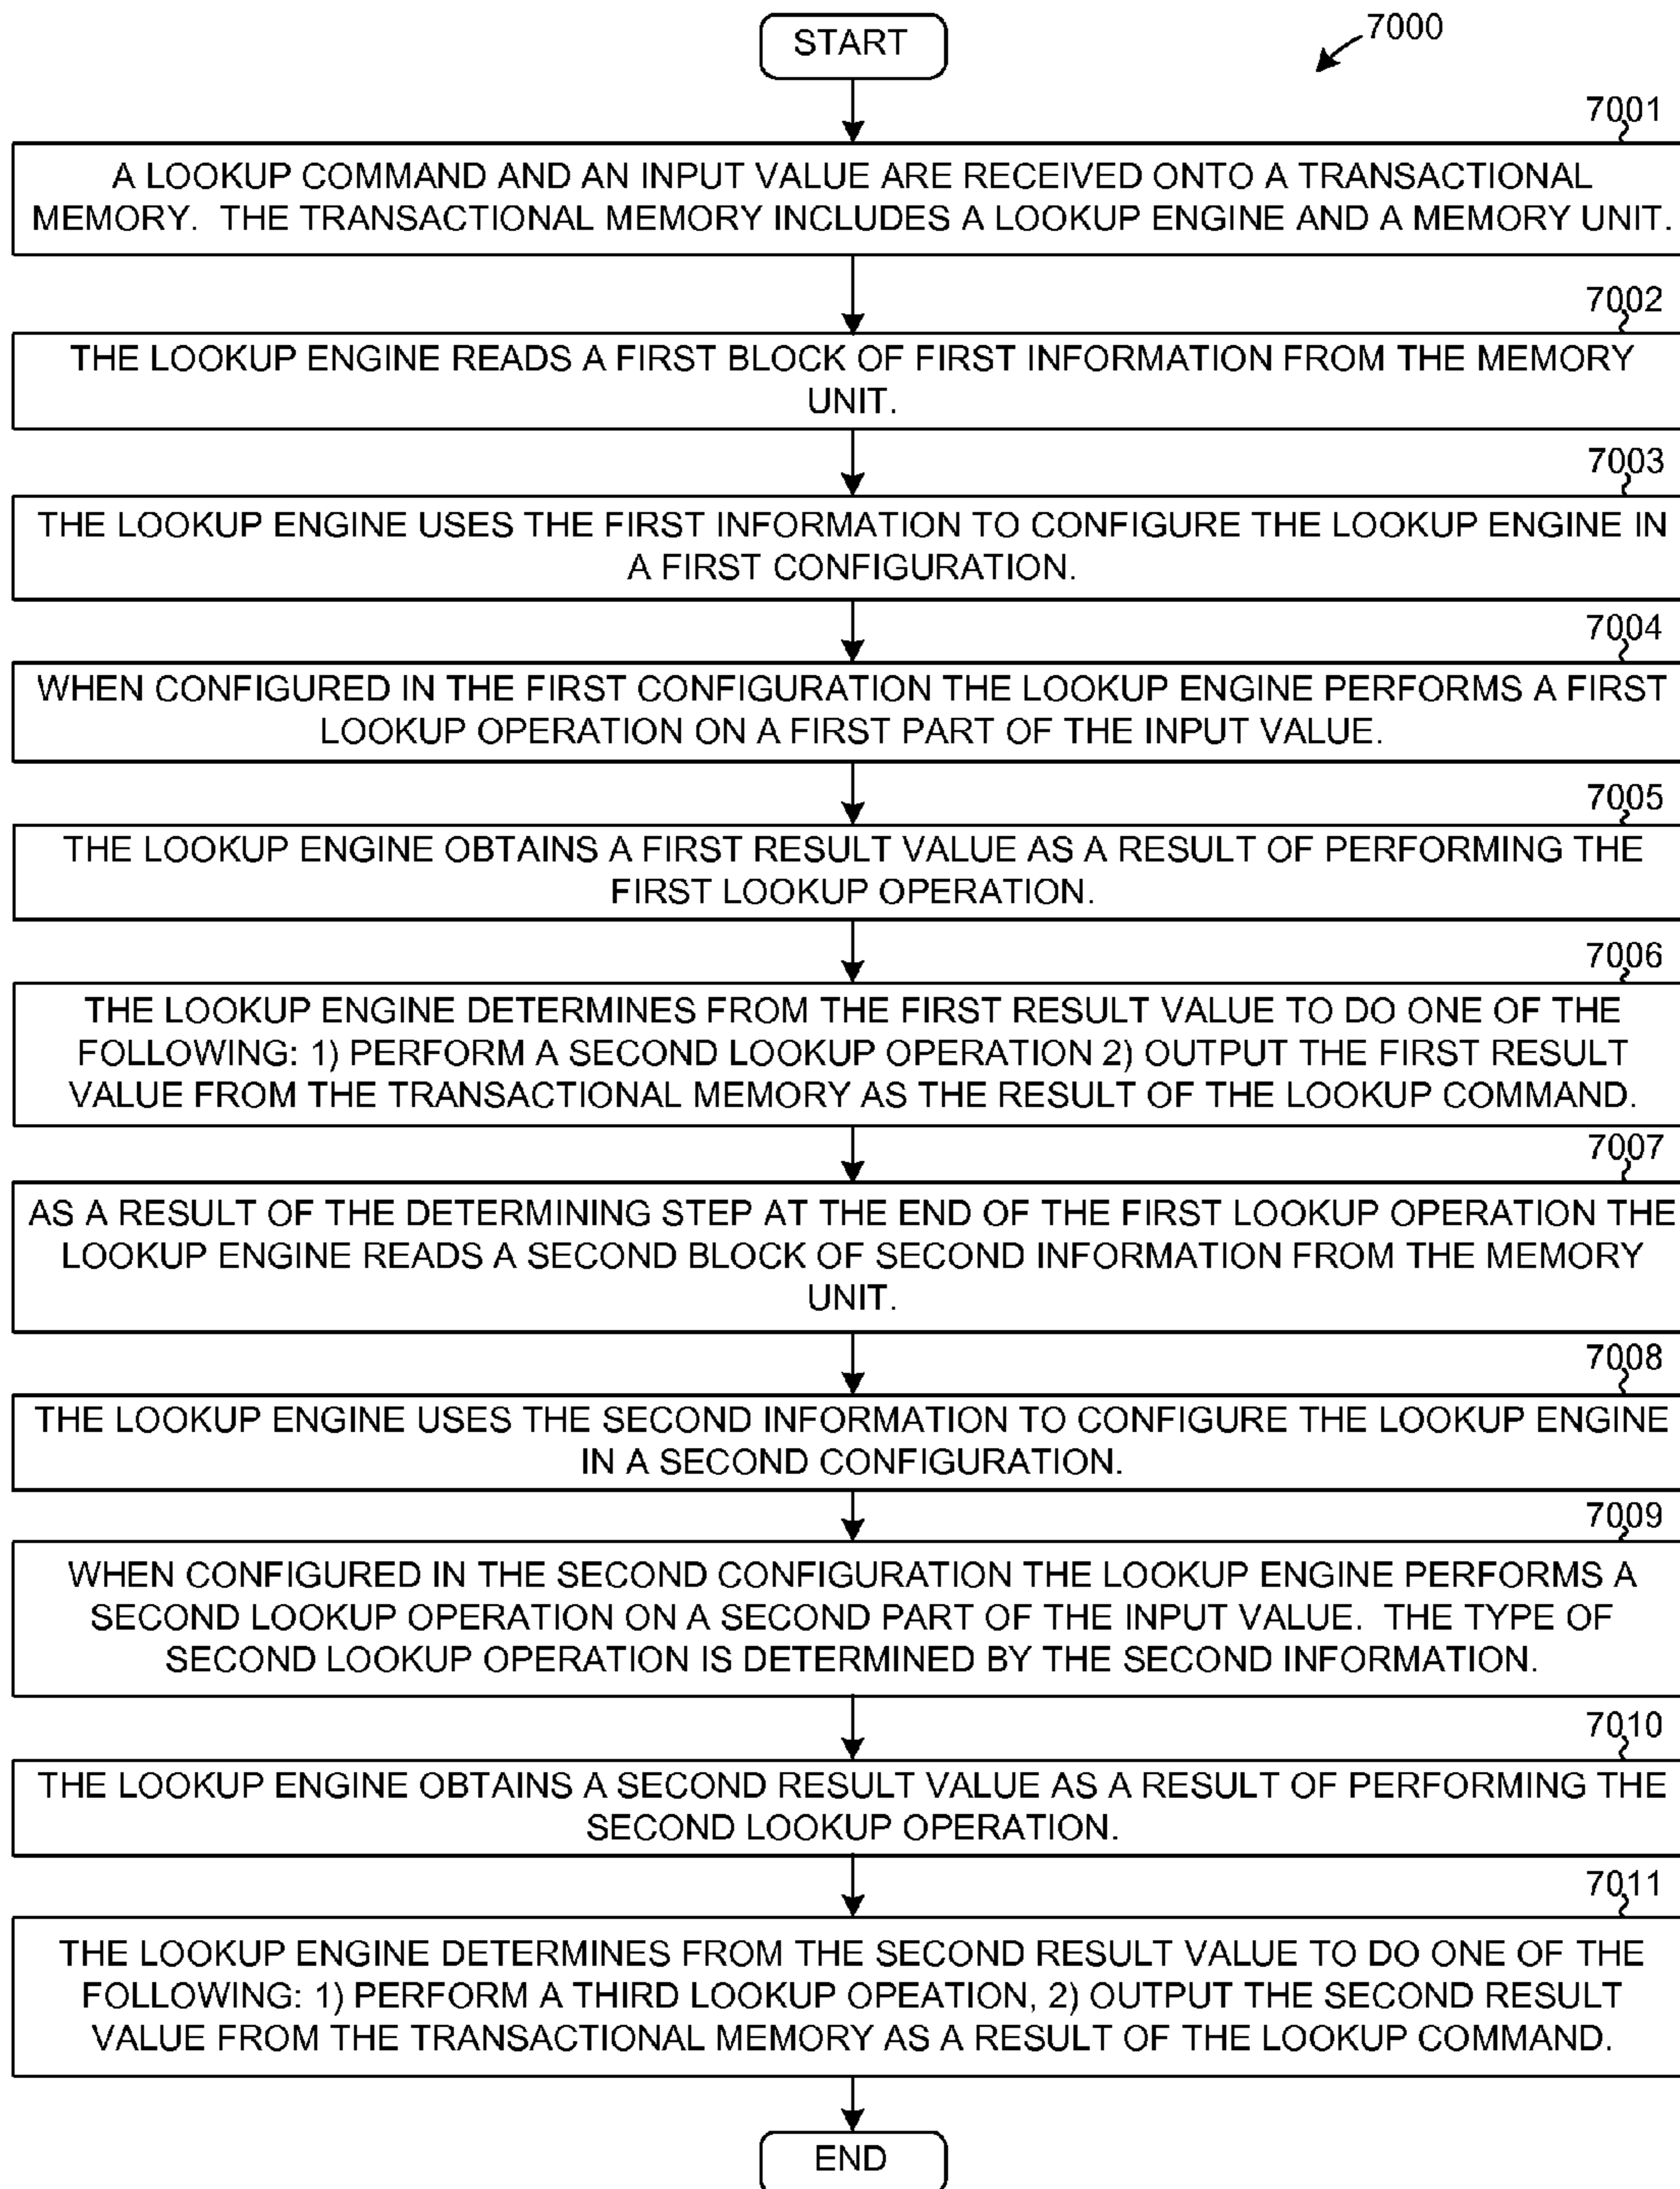 START
7000
7001
A LOOKUP COMMAND AND AN INPUT VALUE ARE RECEIVED ONTO A TRANSACTIONAL
MEMORY. THE TRANSACTIONAL MEMORY INCLUDES A LOOKUP ENGINE AND A MEMORY UNIT.
7002
THE LOOKUP ENGINE READS A FIRST BLOCK OF FIRST INFORMATION FROM THE MEMORY
UNIT.
7003
THE LOOKUP ENGINE USES THE FIRST INFORMATION TO CONFIGURE THE LOOKUP ENGINE IN
A FIRST CONFIGURATION.
7004
WHEN CONFIGURED IN THE FIRST CONFIGURATION THE LOOKUP ENGINE PERFORMS A FIRST
LOOKUP OPERATION ON A FIRST PART OF THE INPUT VALUE.
7005
THE LOOKUP ENGINE OBTAINS A FIRST RESULT VALUE AS A RESULT OF PERFORMING THE
FIRST LOOKUP OPERATION.
7006
THE LOOKUP ENGINE DETERMINES FROM THE FIRST RESULT VALUE TO DO ONE OF THE
FOLLOWING: 1) PERFORM A SECOND LOOKUP OPERATION 2) OUTPUT THE FIRST RESULT
VALUE FROM THE TRANSACTIONAL MEMORY AS THE RESULT OF THE LOOKUP COMMAND.
7007
AS A RESULT OF THE DETERMINING STEP AT THE END OF THE FIRST LOOKUP OPERATION THE
LOOKUP ENGINE READS A SECOND BLOCK OF SECOND INFORMATION FROM THE MEMORY
UNIT.
7008
THE LOOKUP ENGINE USES THE SECOND INFORMATION TO CONFIGURE THE LOOKUP ENGINE
IN A SECOND CONFIGURATION.
7009
WHEN CONFIGURED IN THE SECOND CONFIGURATION THE LOOKUP ENGINE PERFORMS A
SECOND LOOKUP OPERATION ON A SECOND PART OF THE INPUT VALUE. THE TYPE OF
SECOND LOOKUP OPERATION IS DETERMINED BY THE SECOND INFORMATION.
7010
THE LOOKUP ENGINE OBTAINS A SECOND RESULT VALUE AS A RESULT OF PERFORMING THE
SECOND LOOKUP OPERATION.
7011
THE LOOKUP ENGINE DETERMINES FROM THE SECOND RESULT VALUE TO DO ONE OF THE
FOLLOWING: 1) PERFORM A THIRD LOOKUP OPEATION, 2) OUTPUT THE SECOND RESULT
VALUE FROM THE TRANSACTIONAL MEMORY AS A RESULT OF THE LOOKUP COMMAND.
END